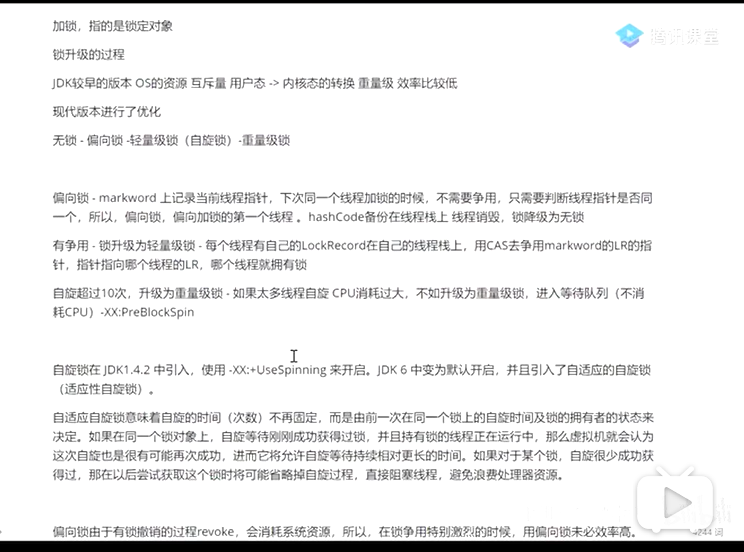 加锁，指的是锁定对象
腾讯课堂
锁升级的过程
JDK较早的版本 OS的资源 互斥量 用户态 -> 内核态的转换 重量级 效率比较低
现代版本进行了优化
无锁 - 偏向锁 -轻量级锁（自旋锁）-重量级锁
偏向锁 - markword 上记录当前线程指针，下次同一个线程加锁的时候，不需要争用，只需要判断线程指针是否同
一个，所以，偏向锁，偏向加锁的第一个线程 。hashCode备份在线程栈上 线程销毁，锁降级为无锁
有争用 - 锁升级为轻量级锁 - 每个线程有自己的LockRecord在自己的线程栈上，用CAS去争用markword的LR的指
针，指针指向哪个线程的LR，哪个线程就拥有锁
自旋超过10次，升级为重量级锁 - 如果太多线程自旋 CPU消耗过大，不如升级为重量级锁，进入等待队列（不消
耗CPU）-XX:PreBlockSpin
自旋锁在 JDK1.4.2 中引入，使用 -XX:+UseSpinning 来开启。JDK 6 中变为默认开启，并且引入了自适应的自旋锁
（适应性自旋锁）。
自适应自旋锁意味着自旋的时间（次数）不再固定，而是由前一次在同一个锁上的自旋时间及锁的拥有者的状态来
决定。如果在同一个锁对象上，自旋等待刚刚成功获得过锁，并且持有锁的线程正在运行中，那么虚拟机就会认为
这次自旋也是很有可能再次成功，进而它将允许自旋等待持续相对更长的时间。如果对于某个锁，自旋很少成功获
得过，那在以后尝试获取这个锁时将可能省略掉自旋过程，直接阻塞线程，避免浪费处理器资源。
偏向锁由于有锁撤销的过程revoke，会消耗系统资源，所以，在锁争用特别激烈的时候，用偏向锁未必效率高。
4244 词